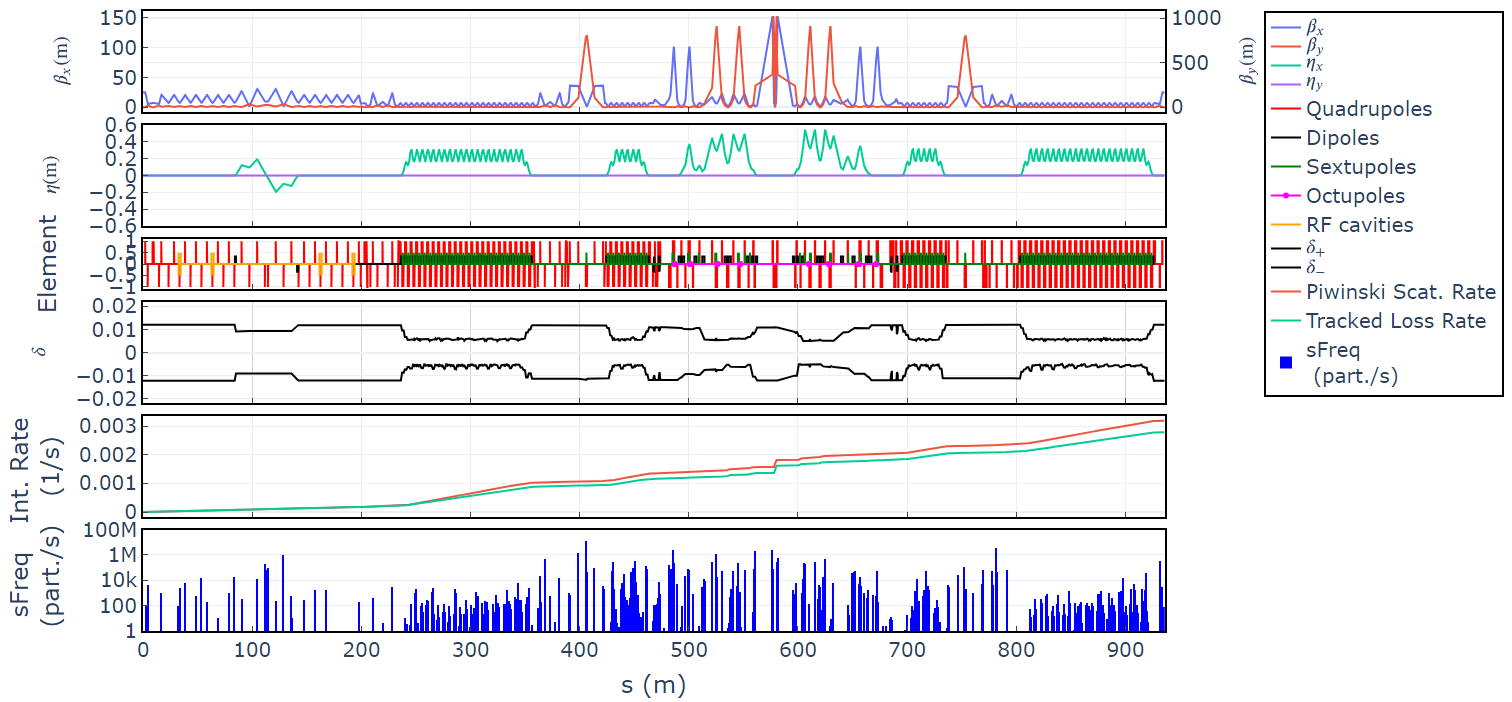 150
100
50
0
βx(m)
1000
500
0
βy(m)
0.6
0.4
0.2
0
−0.2
−0.4
−0.6
η(m)
1
0.5
0
−0.5
−1
Element
0.02
0.01
0
−0.01
−0.02
δ
0.003
0.002
0.001
0
Int. Rate
(1/s)
100M
1M
10k
100
1
sFreq
(part./s)
0 100 200 300 400 500 600 700 800 900
s (m)
βx
βy
ηx
ηy
Quadrupoles
Dipoles
Sextupoles
Octupoles
RF cavities
δ+
δ−
Piwinski Scat. Rate
Tracked Loss Rate
sFreq
(part./s)